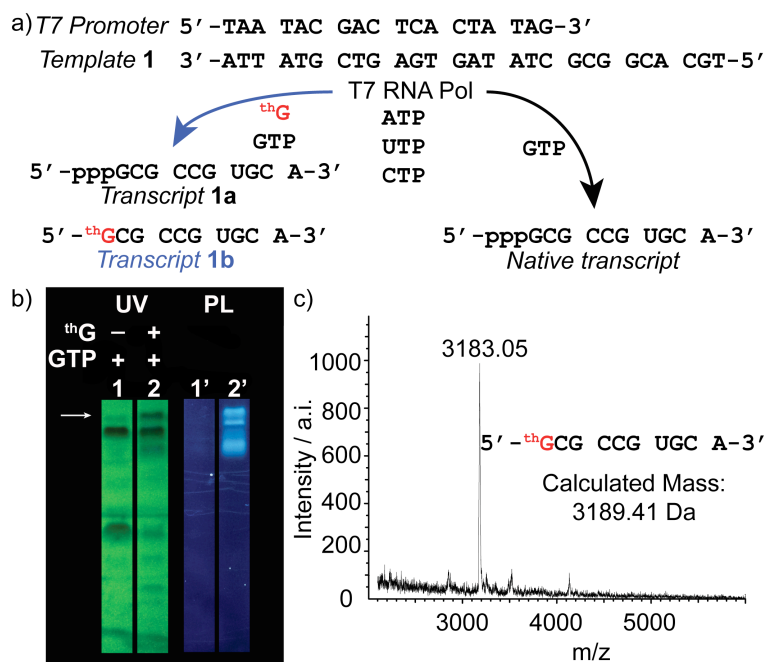 a) T7 Promoter 5′-TAA TAC GAC TCA CTA TAG-3′
Template 1 3′-ATT ATG CTG AGT GAT ATC GCG GCA CGT-5′
T7 RNA Pol
thG
GTP
ATP
UTP
CTP
GTP
5′-pppGCG CCG UGC A-3′
Transcript 1a
5′-thGCG CCG UGC A-3′
Transcript 1b
5′-pppGCG CCG UGC A-3′
Native transcript
b)
UV PL
thG – +
GTP + +
1 2 1′ 2′
c)
3183.05
5′-thGCG CCG UGC A-3′
Calculated Mass:
3189.41 Da
Intensity / a.i.
1000
800
600
400
200
0
3000 4000 5000
m/z